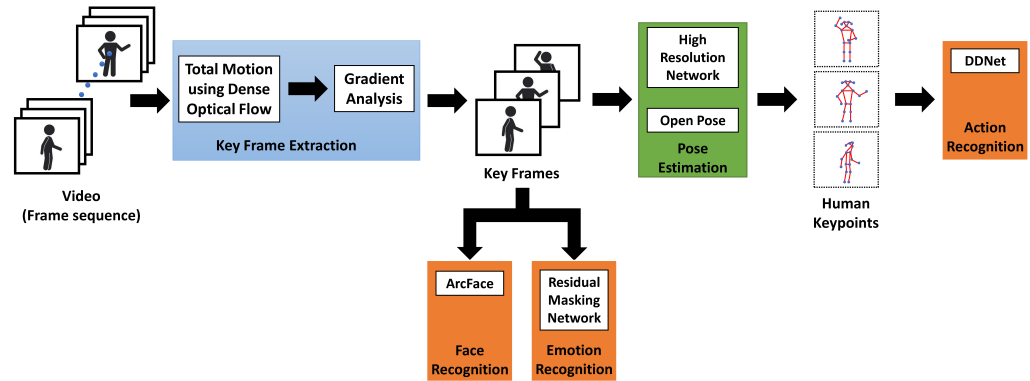 Video
(Frame sequence)
Total Motion
using Dense
Optical Flow
Gradient
Analysis
Key Frame Extraction
Key Frames
High
Resolution
Network
Open Pose
Pose
Estimation
Human
Keypoints
DDNet
Action
Recognition
ArcFace
Face
Recognition
Residual
Masking
Network
Emotion
Recognition